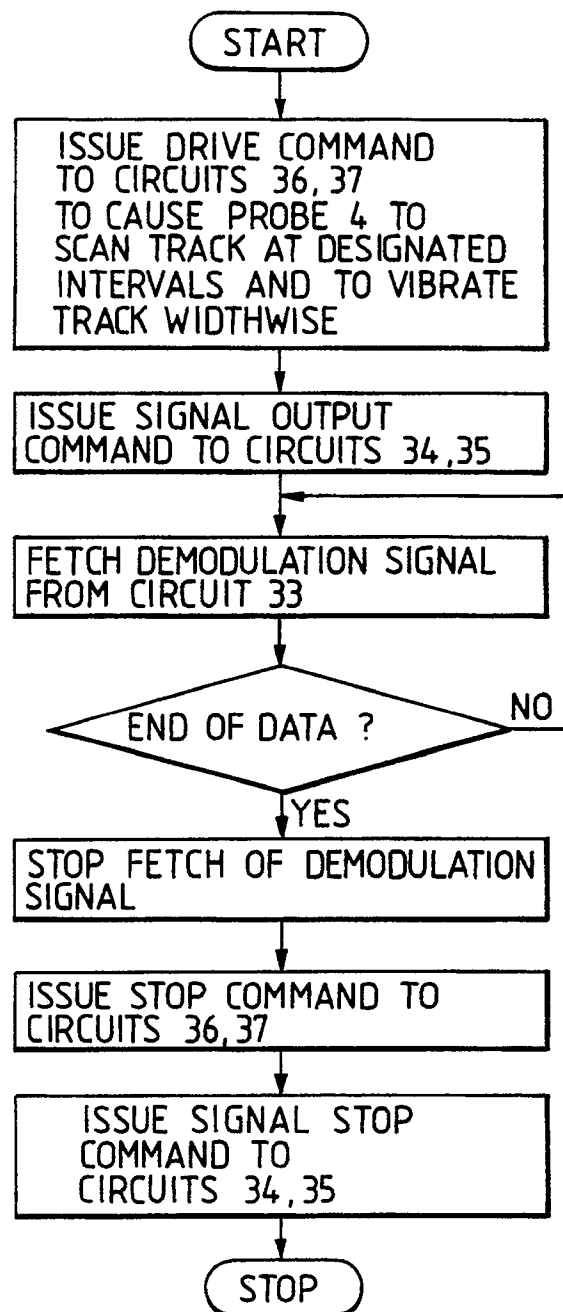 START
ISSUE DRIVE COMMAND
TO CIRCUITS 36,37
TO CAUSE PROBE 4 TO
SCAN TRACK AT DESIGNATED
INTERVALS AND TO VIBRATE
TRACK WIDTHWISE
ISSUE SIGNAL OUTPUT
COMMAND TO CIRCUITS 34,35
FETCH DEMODULATION SIGNAL
FROM CIRCUIT 33
END OF DATA ?
NO
YES
STOP FETCH OF DEMODULATION
SIGNAL
ISSUE STOP COMMAND TO
CIRCUITS 36,37
ISSUE SIGNAL STOP
COMMAND TO
CIRCUITS 34,35
STOP